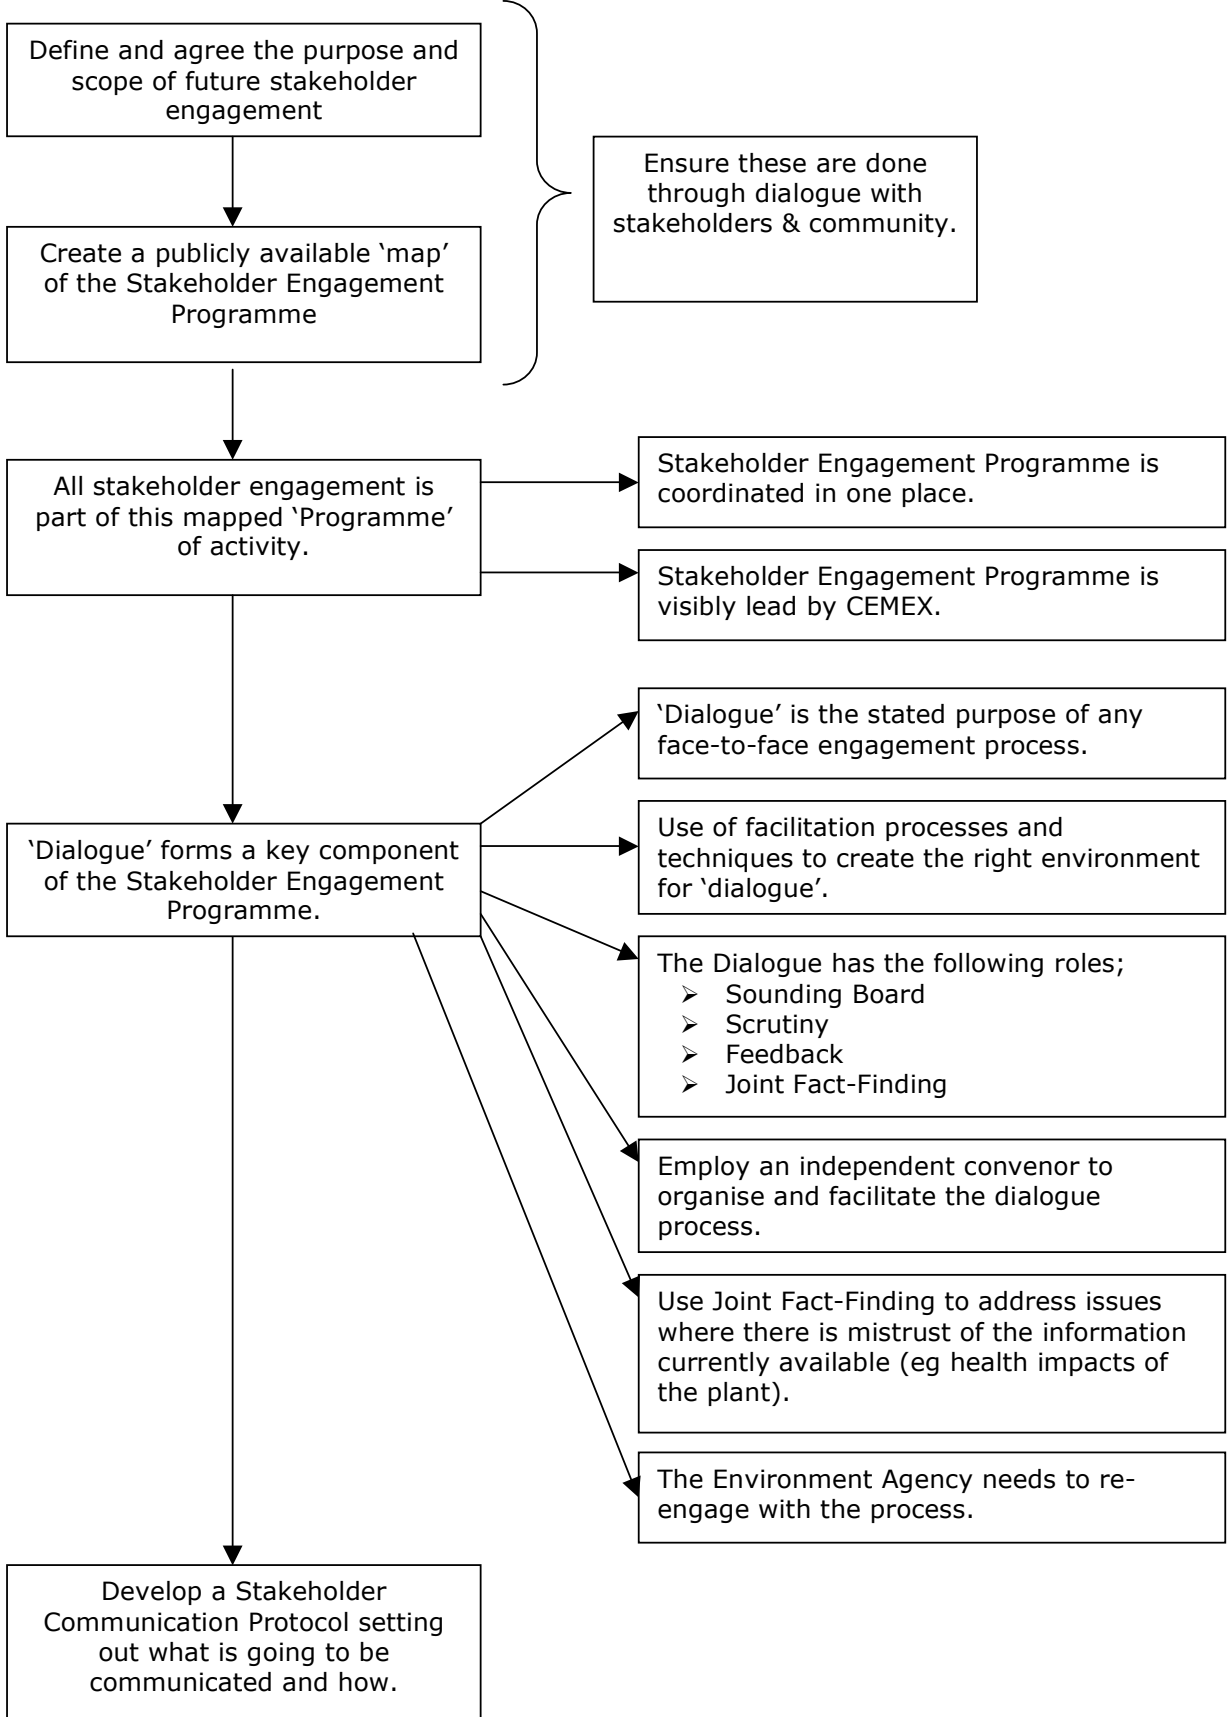 Define and agree the purpose and
scope of future stakeholder
engagement
Ensure these are done
through dialogue with
stakeholders & community.
Create a publicly available ‘map’
of the Stakeholder Engagement
Programme
All stakeholder engagement is
part of this mapped ‘Programme’
of activity.
Stakeholder Engagement Programme is
coordinated in one place.
Stakeholder Engagement Programme is
visibly lead by CEMEX.
‘Dialogue’ forms a key component
of the Stakeholder Engagement
Programme.
‘Dialogue’ is the stated purpose of any
face-to-face engagement process.
Use of facilitation processes and
techniques to create the right environment
for ‘dialogue’.
The Dialogue has the following roles;
➢ Sounding Board
➢ Scrutiny
➢ Feedback
➢ Joint Fact-Finding
Employ an independent convenor to
organise and facilitate the dialogue
process.
Use Joint Fact-Finding to address issues
where there is mistrust of the information
currently available (eg health impacts of
the plant).
The Environment Agency needs to re-
engage with the process.
Develop a Stakeholder
Communication Protocol setting
out what is going to be
communicated and how.